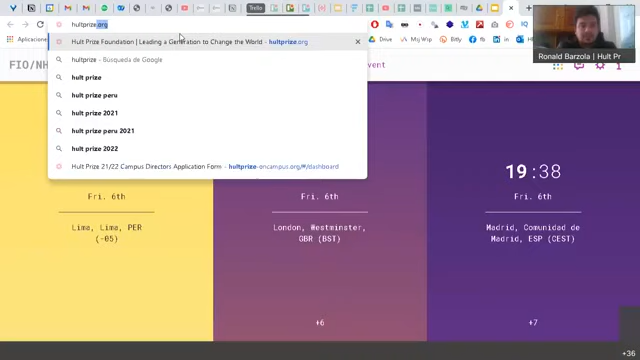 hultprize.org
Hult Prize Foundation | Leading a Generation to Change the World - hultprize.org
hultprize - Búsqueda de Google
hult prize
hult prize peru
hult prize 2021
hult prize peru 2021
hult prize 2022
Hult Prize 21/22 Campus Directors Application Form - hultprize-encampus.org/#/dashboard
Trello
Aplicacione
FIO/NH
vent
Ronald Barzola | Hult Pr
19:38
Fri. 6th
Fri. 6th
Fri. 6th
Lima, Lima, PER
(-05)
London, Westminster,
GBR (BST)
Madrid, Comunidad de
Madrid, ESP (CEST)
+6
+7
+36